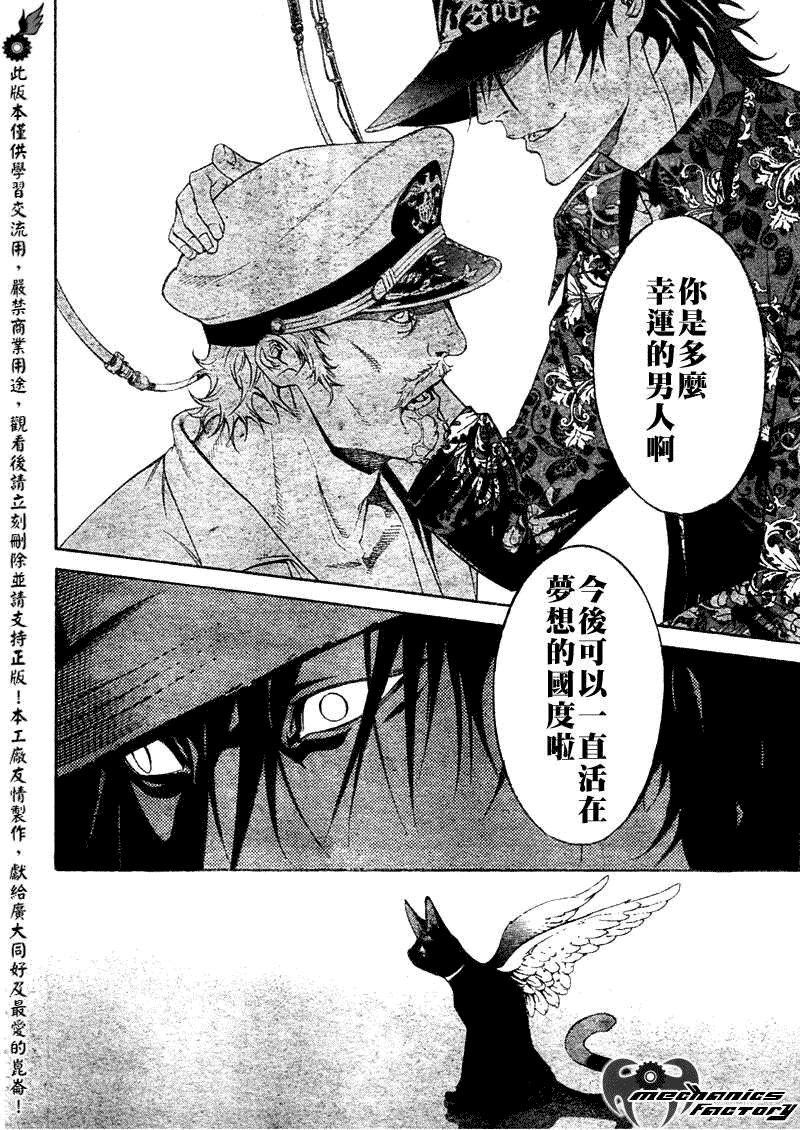 你是多麼
幸運的男人啊
今後可以一直活在
夢想的國度啦
此版本僅供學習交流用，嚴禁商業用途，觀看後請立刻刪除並請支持正版！本工廠友情製作，獻給廣大同好及最愛的崑崙！
mechanics
factory